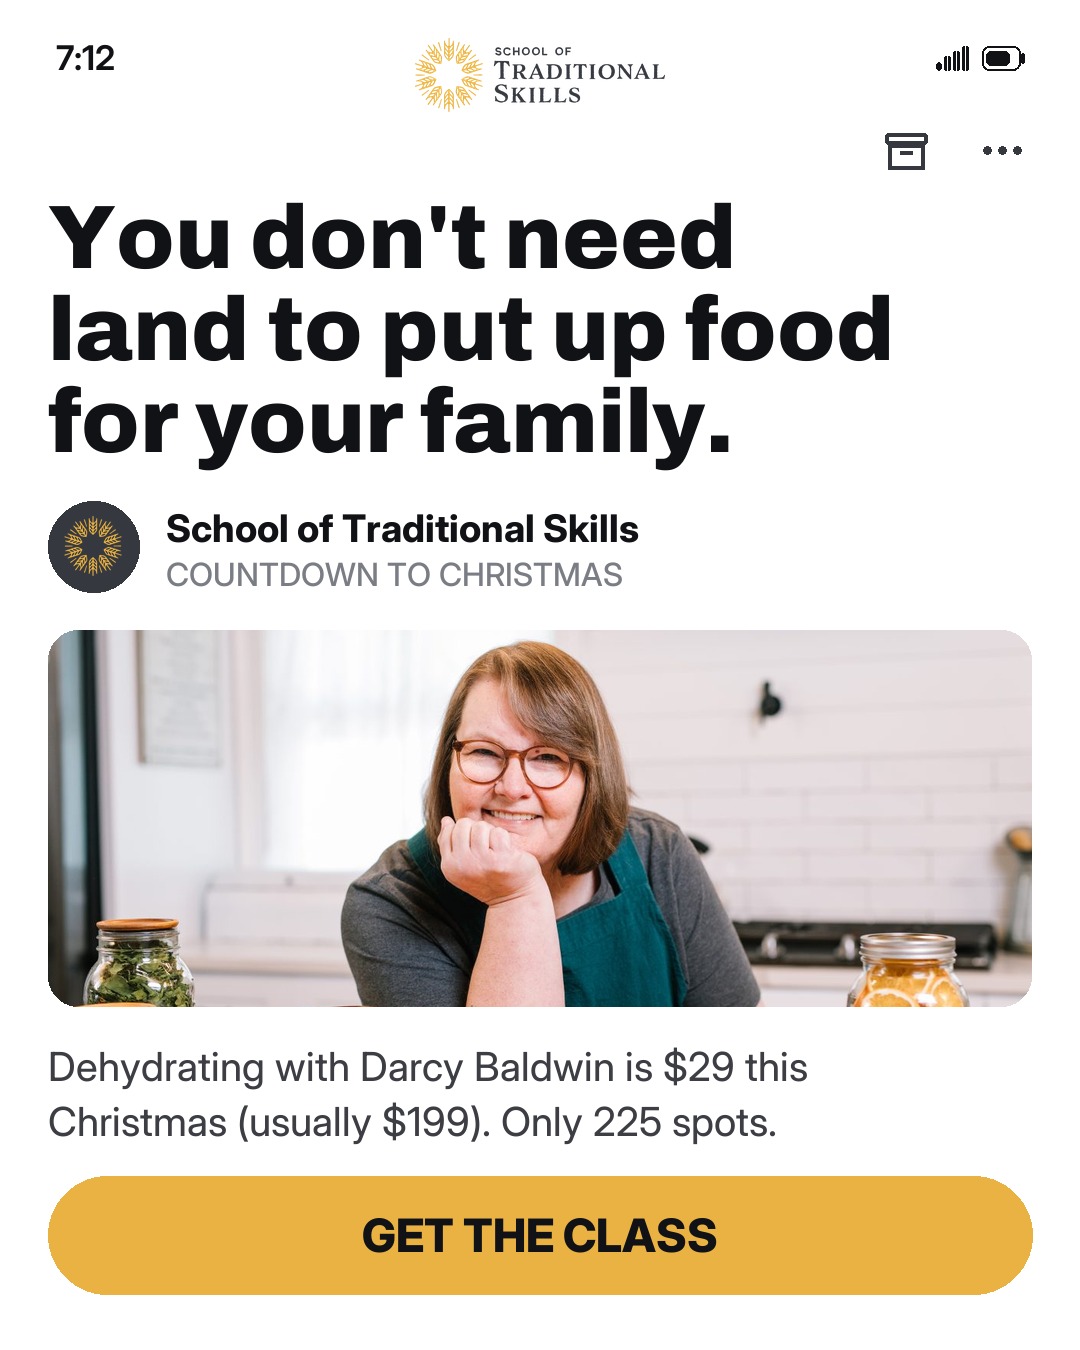 7:12
SCHOOL OF
TRADITIONAL
SKILLS
You don't need
land to put up food
for your family.
School of Traditional Skills
COUNTDOWN TO CHRISTMAS
Dehydrating with Darcy Baldwin is $29 this
Christmas (usually $199). Only 225 spots.
GET THE CLASS